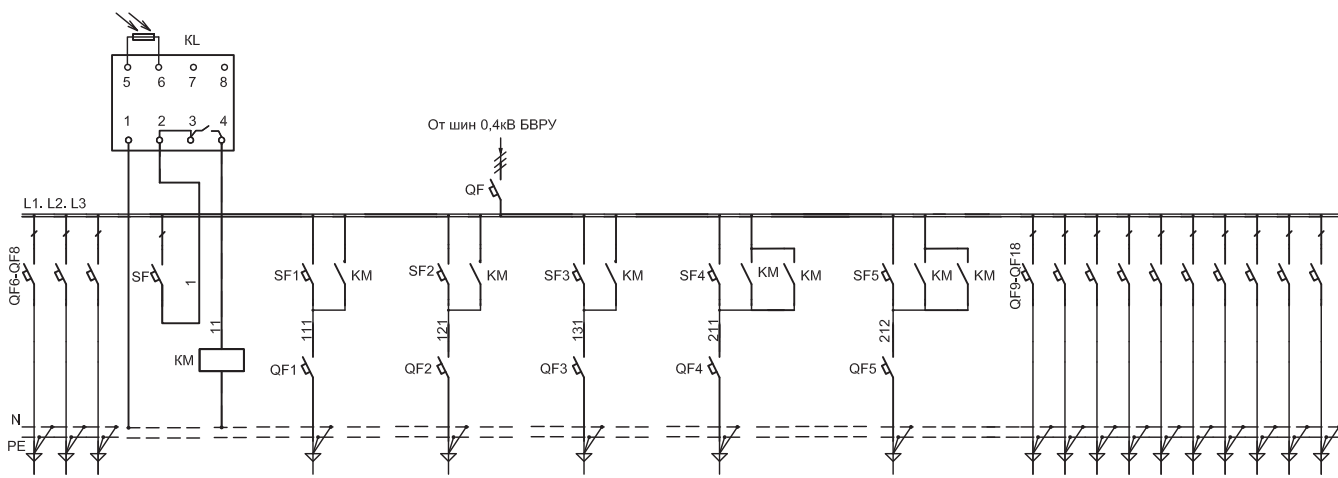 KL
5 6 7 8
1 2 3 4
От шин 0,4кВ БВРУ
QF
L1. L2. L3
QF6-QF8
SF
1
11
KM
SF1
KM
111
QF1
SF2
KM
121
QF2
SF3
KM
131
QF3
SF4
KM
KM
211
QF4
SF5
KM
KM
212
QF5
QF9-QF18
N
PE